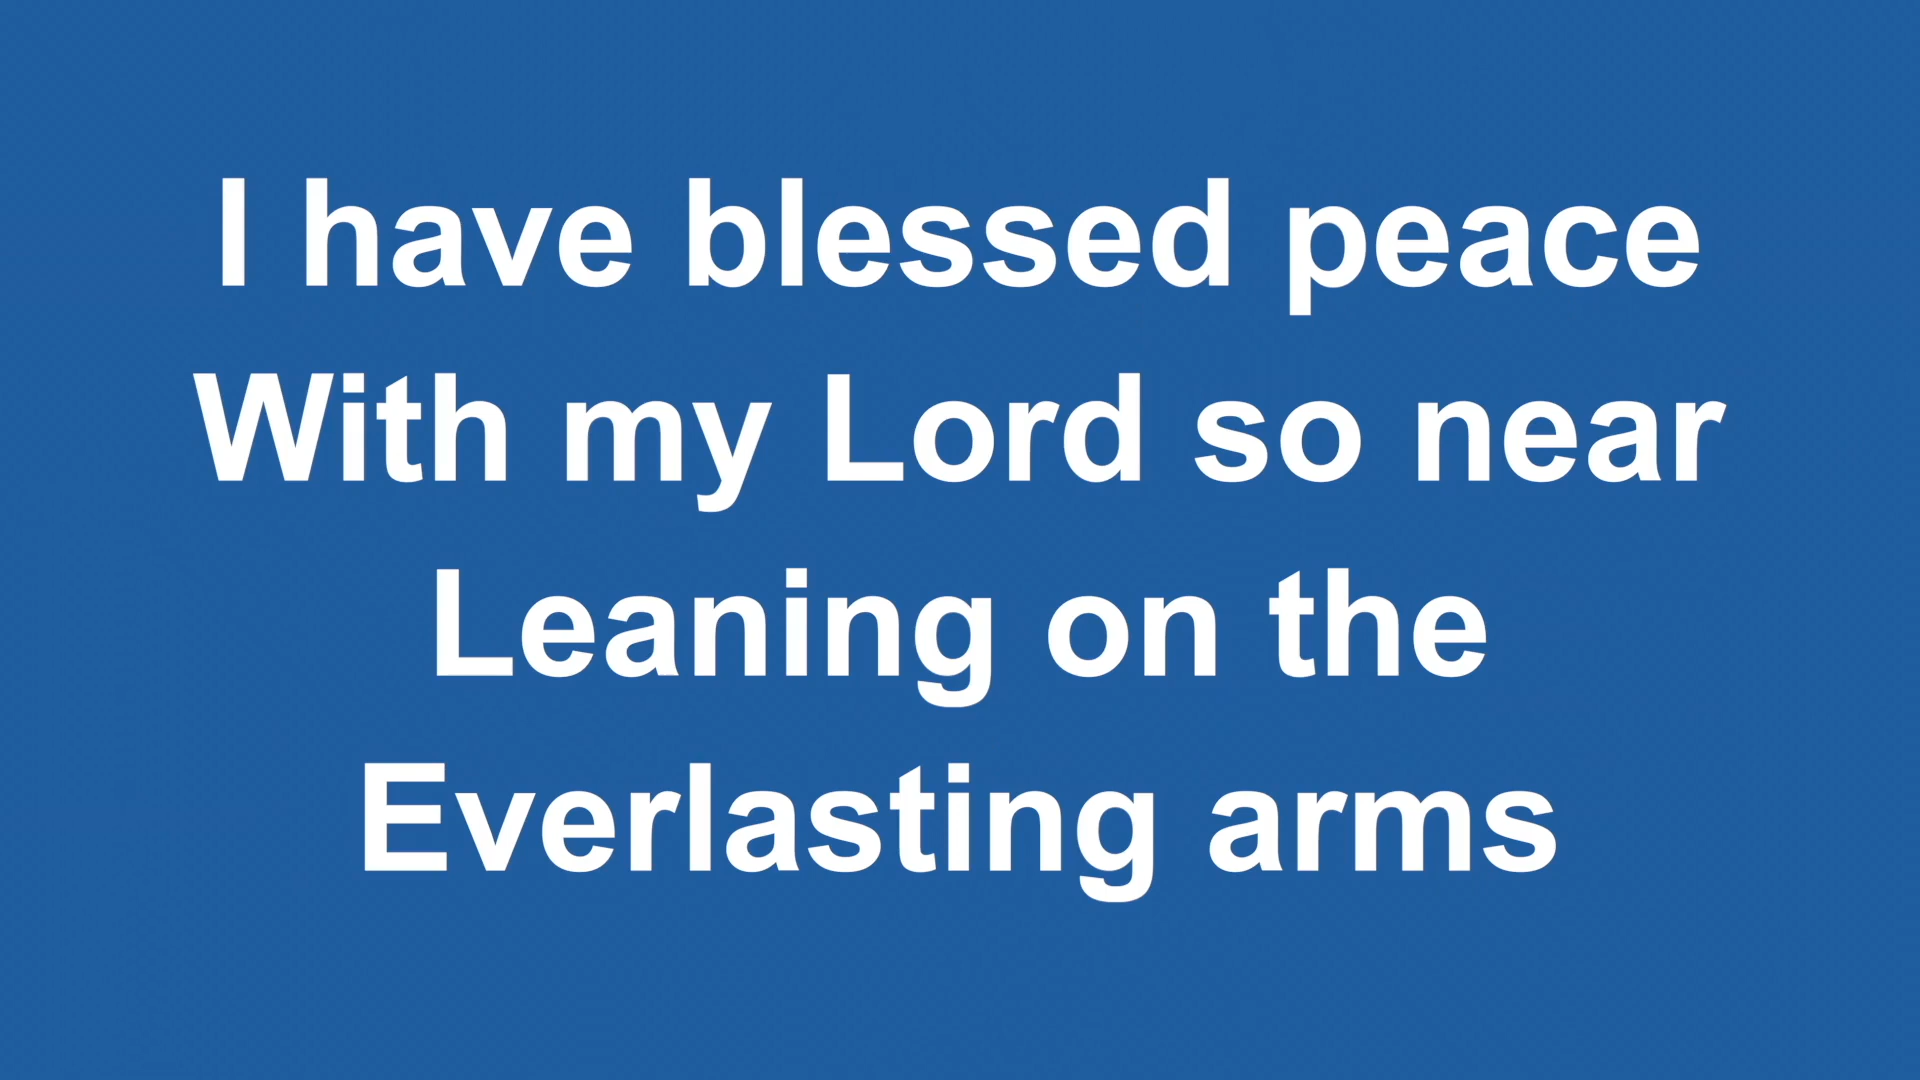 I have blessed peace
With my Lord so near
Leaning on the
Everlasting arms